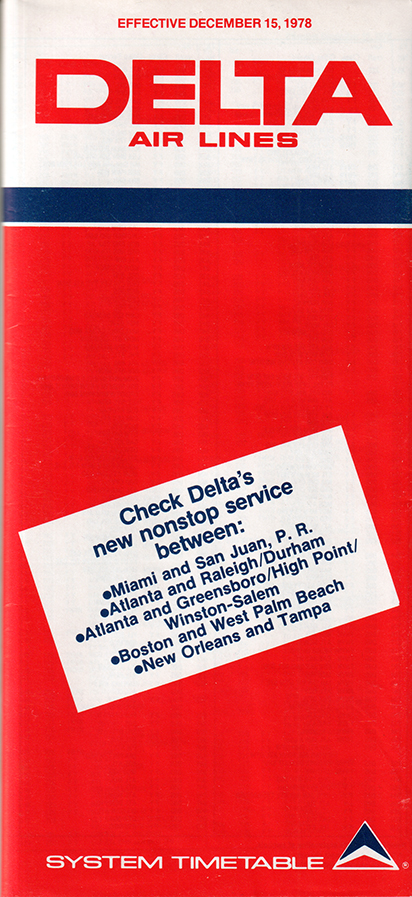 EFFECTIVE DECEMBER 15, 1978
DELTA
AIR LINES
Check Delta's
new nonstop service
between:
●Miami and San Juan, P. R.
●Atlanta and Raleigh/Durham
●Atlanta and Greensboro/High Point/
Winston-Salem
●Boston and West Palm Beach
●New Orleans and Tampa
SYSTEM TIMETABLE ®